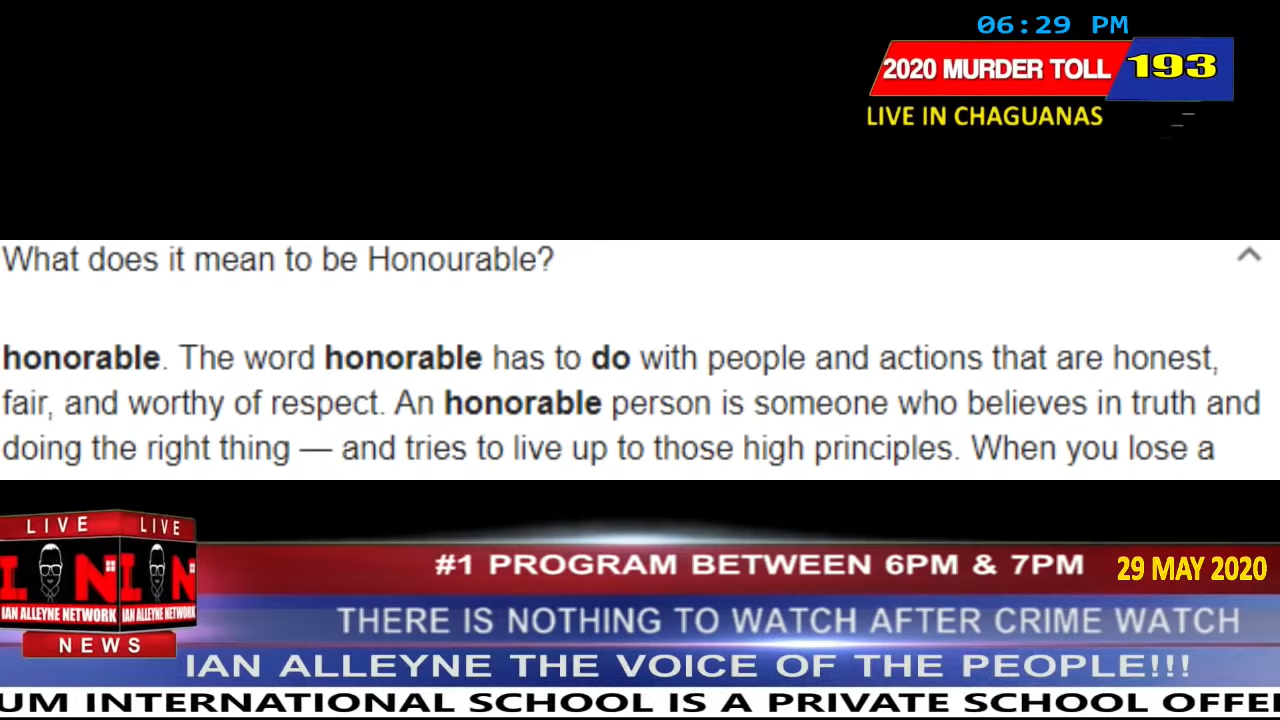 06:29 PM
2020 MURDER TOLL 193
LIVE IN CHAGUANAS
What does it mean to be Honourable?
honorable. The word honorable has to do with people and actions that are honest,
fair, and worthy of respect. An honorable person is someone who believes in truth and
doing the right thing — and tries to live up to those high principles. When you lose a
LIVE LIVE
I N I N
IAN ALLEYNE NETWORK IAN ALLEYNE NETWORK
NEWS
#1 PROGRAM BETWEEN 6PM & 7PM
29 MAY 2020
THERE IS NOTHING TO WATCH AFTER CRIME WATCH
IAN ALLEYNE THE VOICE OF THE PEOPLE!!!
UM INTERNATIONAL SCHOOL IS A PRIVATE SCHOOL OFFE